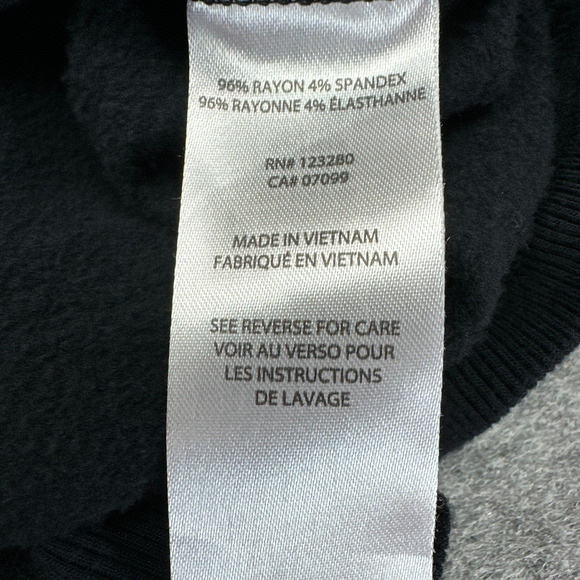 96% RAYON 4% SPANDEX
96% RAYONNE 4% ÉLASTHANNE
RN# 123280
CA# 07099
MADE IN VIETNAM
FABRIQUÉ EN VIETNAM
SEE REVERSE FOR CARE
VOIR AU VERSO POUR
LES INSTRUCTIONS
DE LAVAGE